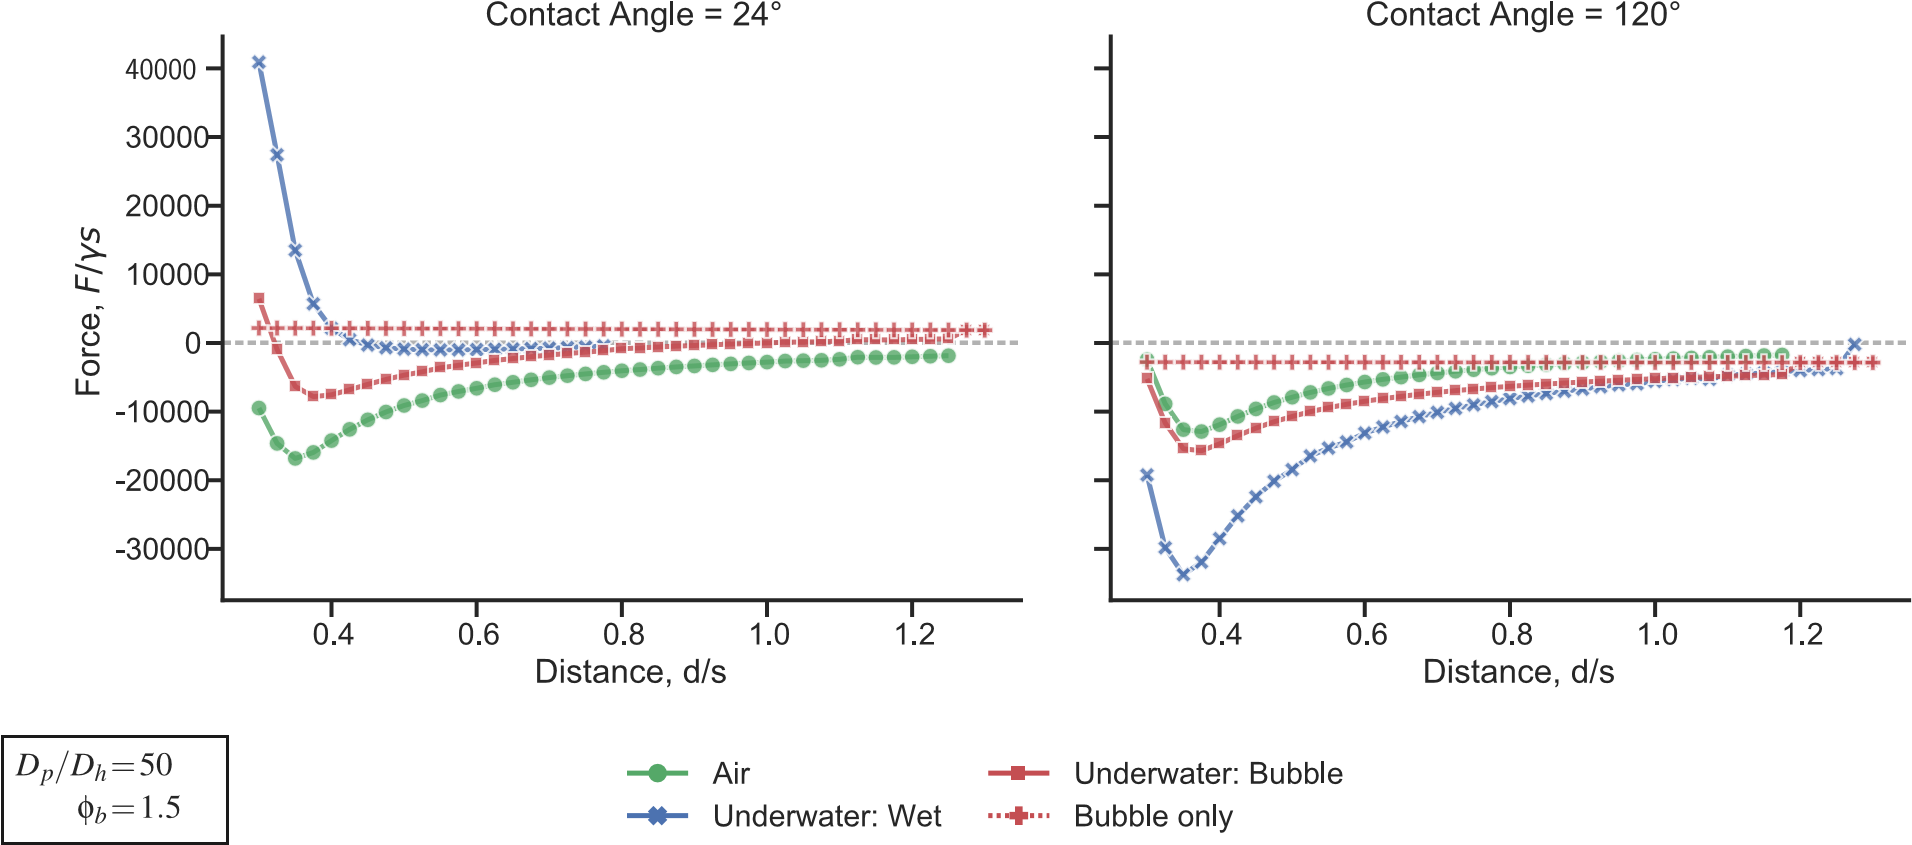 Contact Angle = 24°
Contact Angle = 120°
40000
30000
20000
10000
0
-10000
-20000
-30000
Force, F/γs
0.4 0.6 0.8 1.0 1.2
0.4 0.6 0.8 1.0 1.2
Distance, d/s
Distance, d/s
D_p/D_h=50
ϕ_b=1.5
Air
Underwater: Wet
Underwater: Bubble
Bubble only